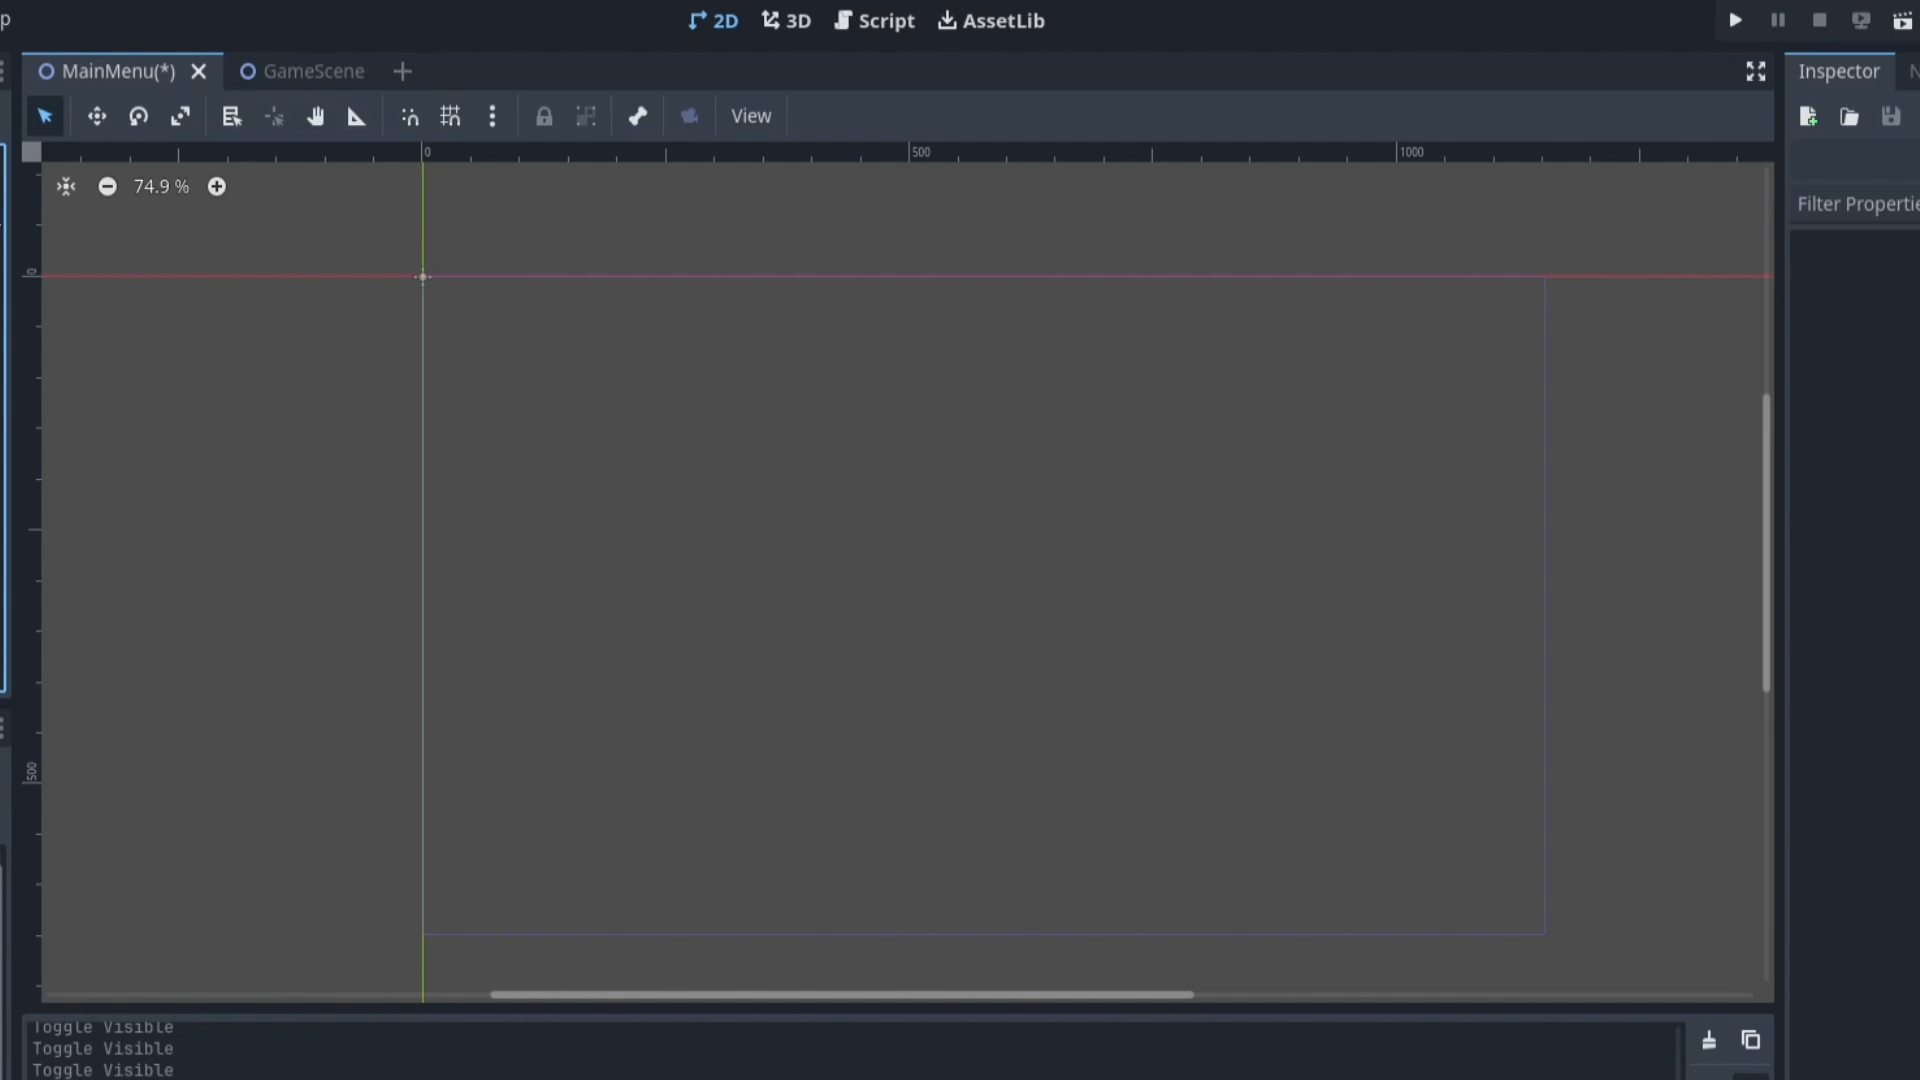 p
2D 3D Script AssetLib
MainMenu(*) GameScene
Inspector N
View
0 500 1000
74.9 %
Filter Propertie
0
500
Toggle Visible
Toggle Visible
Toggle Visible